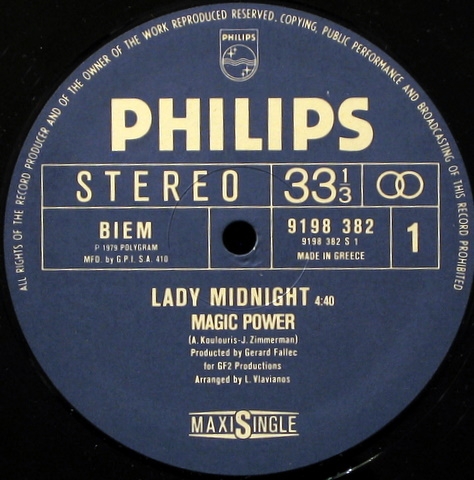 ALL RIGHTS OF THE RECORD PRODUCER AND OF THE OWNER OF THE WORK REPRODUCED RESERVED. COPYING, PUBLIC PERFORMANCE AND BROADCASTING OF THIS RECORD PROHIBITED
PHILIPS
PHILIPS
STEREO 33 1/3
BIEM 9198 382 1
P 1979 POLYGRAM 9198 382 S 1
MFD. by G.P.I. S.A. 410 MADE IN GREECE
LADY MIDNIGHT 4:40
MAGIC POWER
(A. Koulouris-J. Zimmerman)
Produced by Gerard Fallec
for GF2 Productions
Arranged by L. Vlavianos
MAXISINGLE